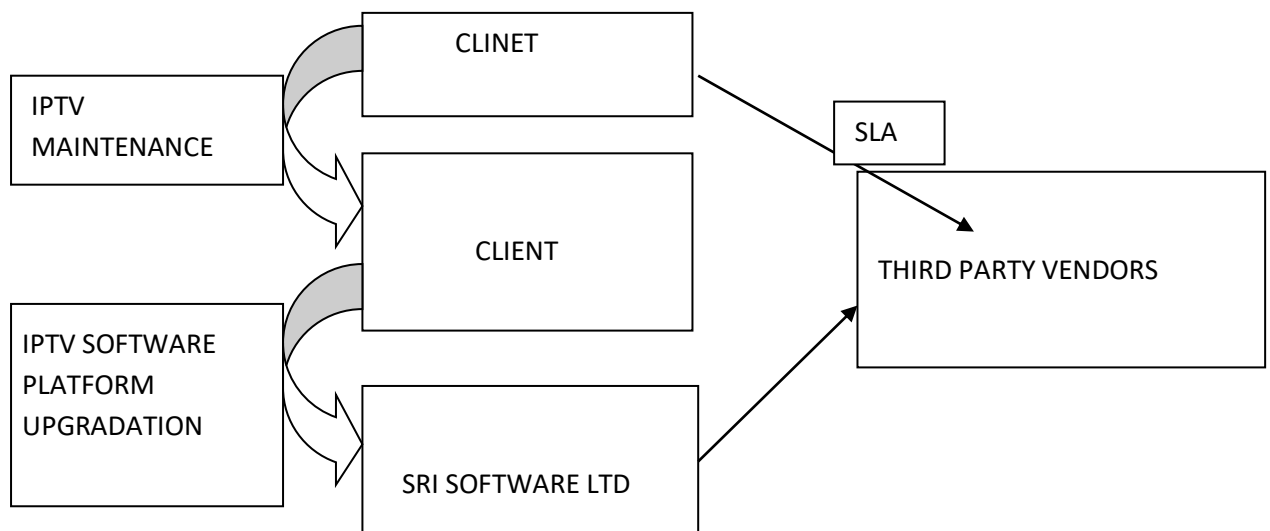 CLINET
IPTV
MAINTENANCE
SLA
CLIENT
THIRD PARTY VENDORS
IPTV SOFTWARE
PLATFORM
UPGRADATION
SRI SOFTWARE LTD